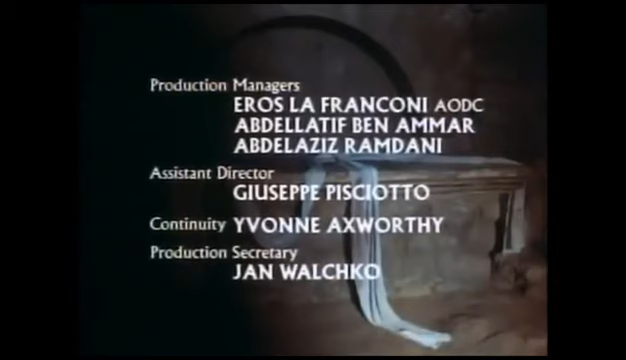 Production Managers
EROS LA FRANCONI AODC
ABDELLATIF BEN AMMAR
ABDELAZIZ RAMDANI
Assistant Director
GIUSEPPE PISCIOTTO
Continuity YVONNE AXWORTHY
Production Secretary
JAN WALCHKO